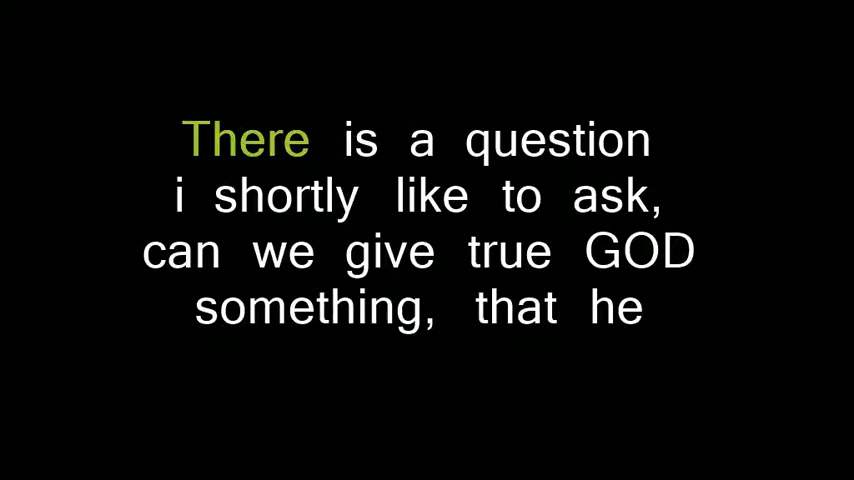 There is a question
i shortly like to ask,
can we give true GOD
something, that he